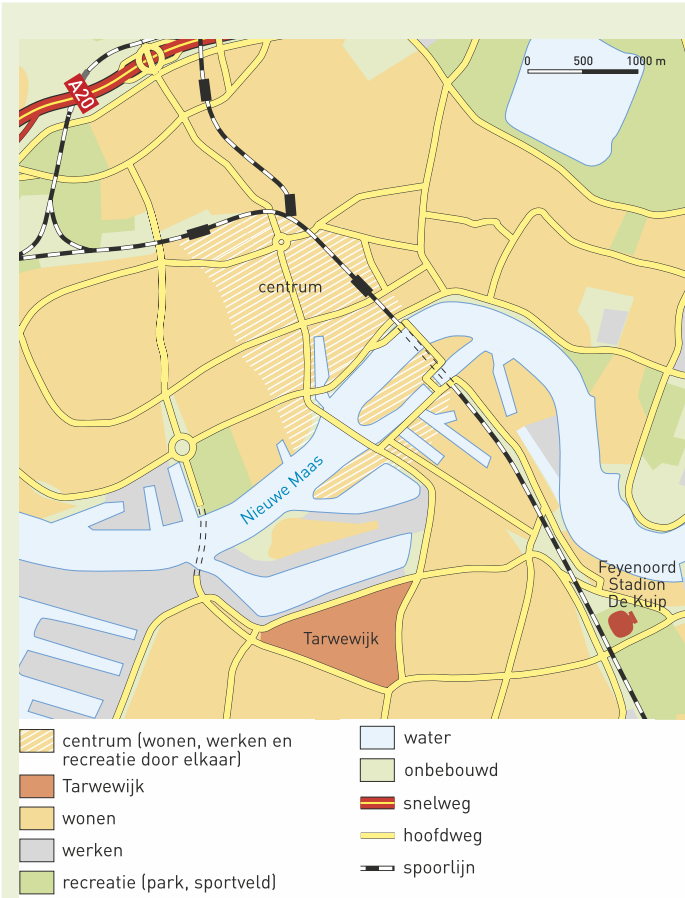 A20
0 500 1000 m
centrum
Nieuwe Maas
Feyenoord
Stadion
De Kuip
Tarwewijk
centrum (wonen, werken en
recreatie door elkaar)
Tarwewijk
wonen
werken
recreatie (park, sportveld)
water
onbebouwd
snelweg
hoofdweg
spoorlijn